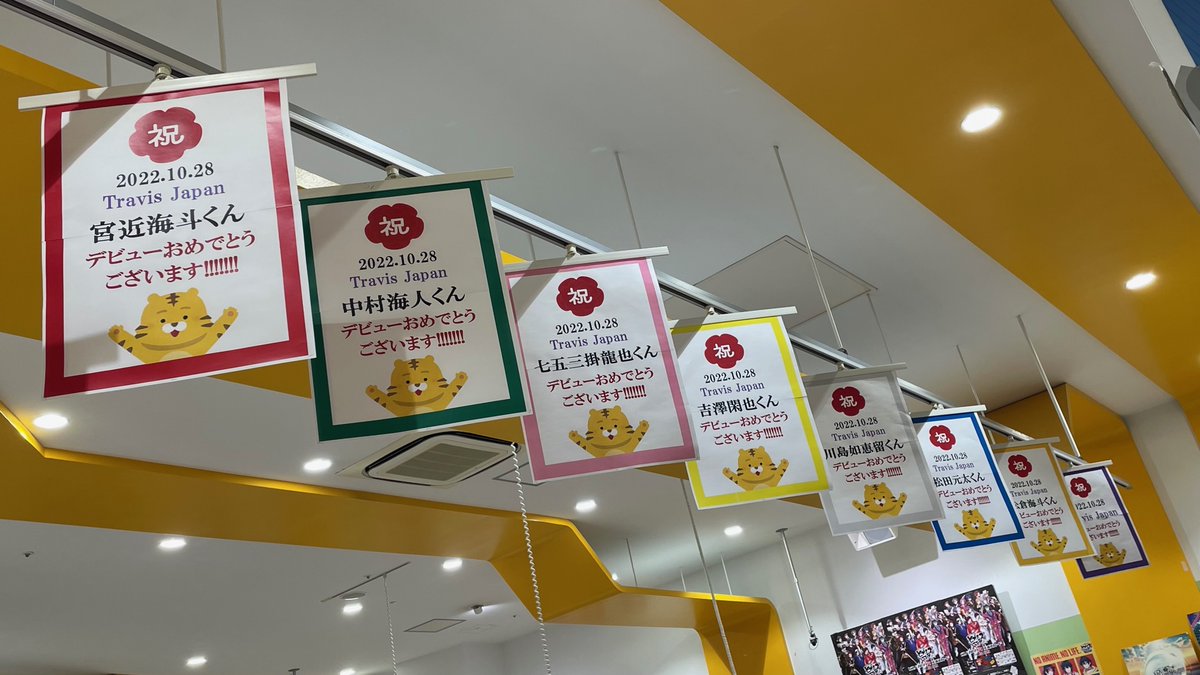 祝
2022.10.28
Travis Japan
宮近海斗くん
デビューおめでとう
ございます!!!!!!!
祝
2022.10.28
Travis Japan
中村海人くん
デビューおめでとう
ございます!!!!!!!
祝
2022.10.28
Travis Japan
七五三掛龍也くん
デビューおめでとう
ございます!!!!!!!
祝
2022.10.28
Travis Japan
吉澤閑也くん
デビューおめでとう
ございます!!!!!!!
祝
2022.10.28
Travis Japan
川島如恵留くん
デビューおめでとう
ございます!!!!!!!
祝
2022.10.28
Travis Japan
松田元太くん
デビューおめでとう
ございます!!!!!!!
祝
2022.10.28
Travis Japan
松倉海斗くん
デビューおめでとう
ございます!!!!!!!
祝
2022.10.28
Travis Japan
デビューおめでとう
ございます!!!!!!!
NO ANIME, NO LIFE.